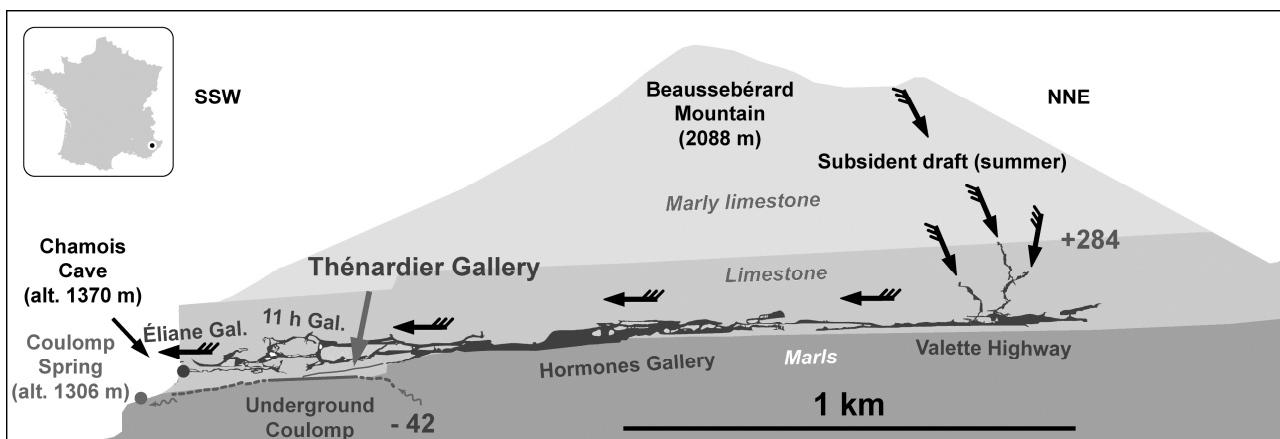 SSW
Beaussebérard
Mountain
(2088 m)
NNE
Subsident draft (summer)
Marly limestone
Chamois
Cave
(alt. 1370 m)
+284
Thénardier Gallery
Limestone
Éliane Gal.
11 h Gal.
Coulomp
Spring
(alt. 1306 m)
Hormones Gallery
Marls
Valette Highway
Underground
Coulomp
- 42
1 km